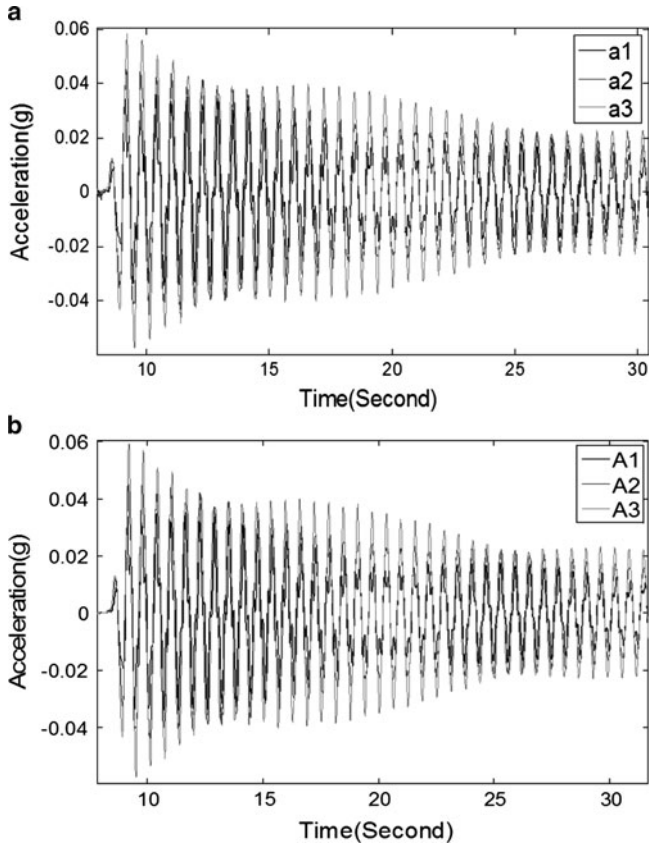 a
0.06
0.04
0.02
0
-0.02
-0.04
Acceleration(g)
a1
a2
a3
10 15 20 25 30
Time(Second)
b
0.06
0.04
0.02
0
-0.02
-0.04
Acceleration(g)
A1
A2
A3
10 15 20 25 30
Time(Second)